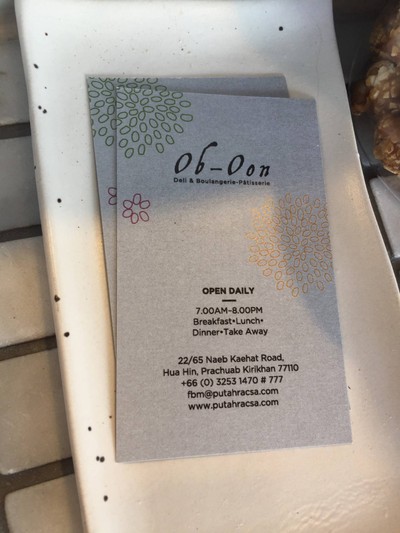 Ob-Oon
Deli & Boulangerie-Pâtisserie
OPEN DAILY
7.00AM-8.00PM
Breakfast•Lunch•
Dinner•Take Away
22/65 Naeb Kaehat Road,
Hua Hin, Prachuab Kirikhan 77110
+66 (0) 3253 1470 # 777
fbm@putahracsa.com
www.putahracsa.com